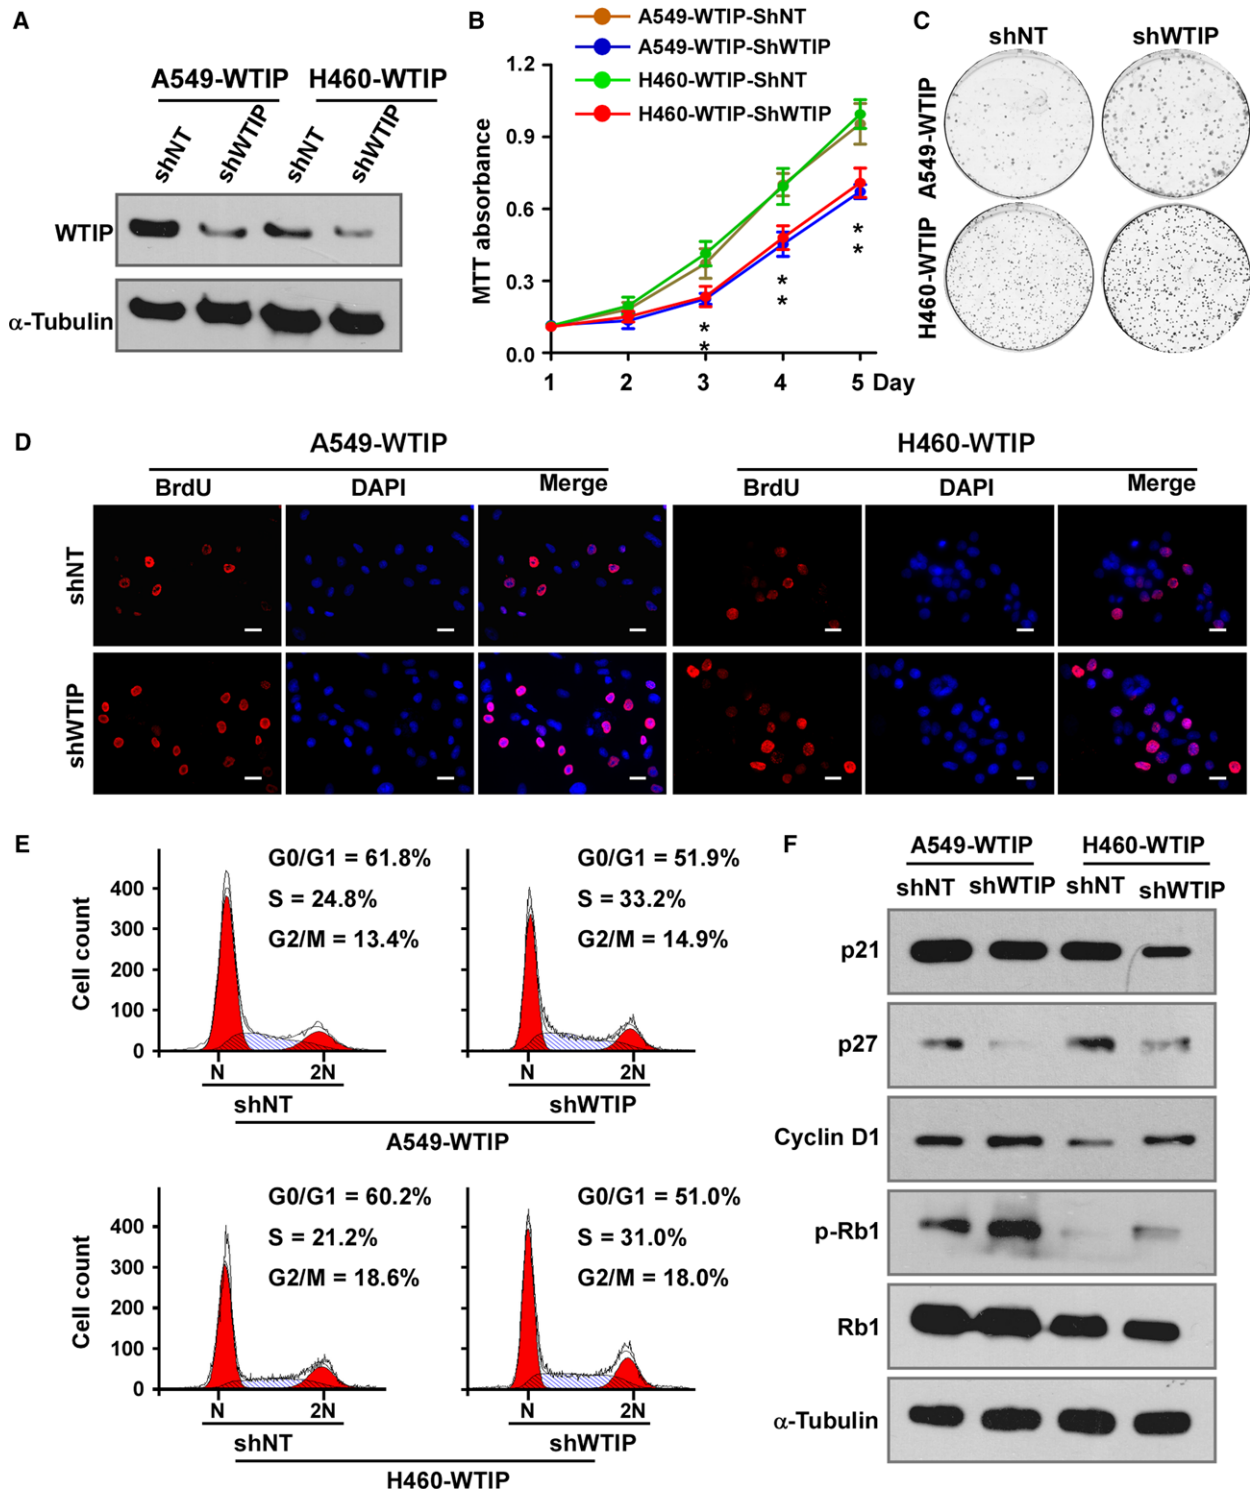 A
A549-WTIP H460-WTIP
shNT shWTIP shNT shWTIP
WTIP
α-Tubulin
B
A549-WTIP-ShNT
A549-WTIP-ShWTIP
H460-WTIP-ShNT
H460-WTIP-ShWTIP
MTT absorbance
1.2
0.9
0.6
0.3
0.0
* *
* *
* *
1 2 3 4 5 Day
C
shNT shWTIP
A549-WTIP
H460-WTIP
D
A549-WTIP H460-WTIP
BrdU DAPI Merge BrdU DAPI Merge
shNT
shWTIP
E
Cell count
400
300
200
100
0
G0/G1 = 61.8%
S = 24.8%
G2/M = 13.4%
N 2N
shNT
G0/G1 = 51.9%
S = 33.2%
G2/M = 14.9%
N 2N
shWTIP
A549-WTIP
Cell count
400
300
200
100
0
G0/G1 = 60.2%
S = 21.2%
G2/M = 18.6%
N 2N
shNT
G0/G1 = 51.0%
S = 31.0%
G2/M = 18.0%
N 2N
shWTIP
H460-WTIP
F
A549-WTIP H460-WTIP
shNT shWTIP shNT shWTIP
p21
p27
Cyclin D1
p-Rb1
Rb1
α-Tubulin